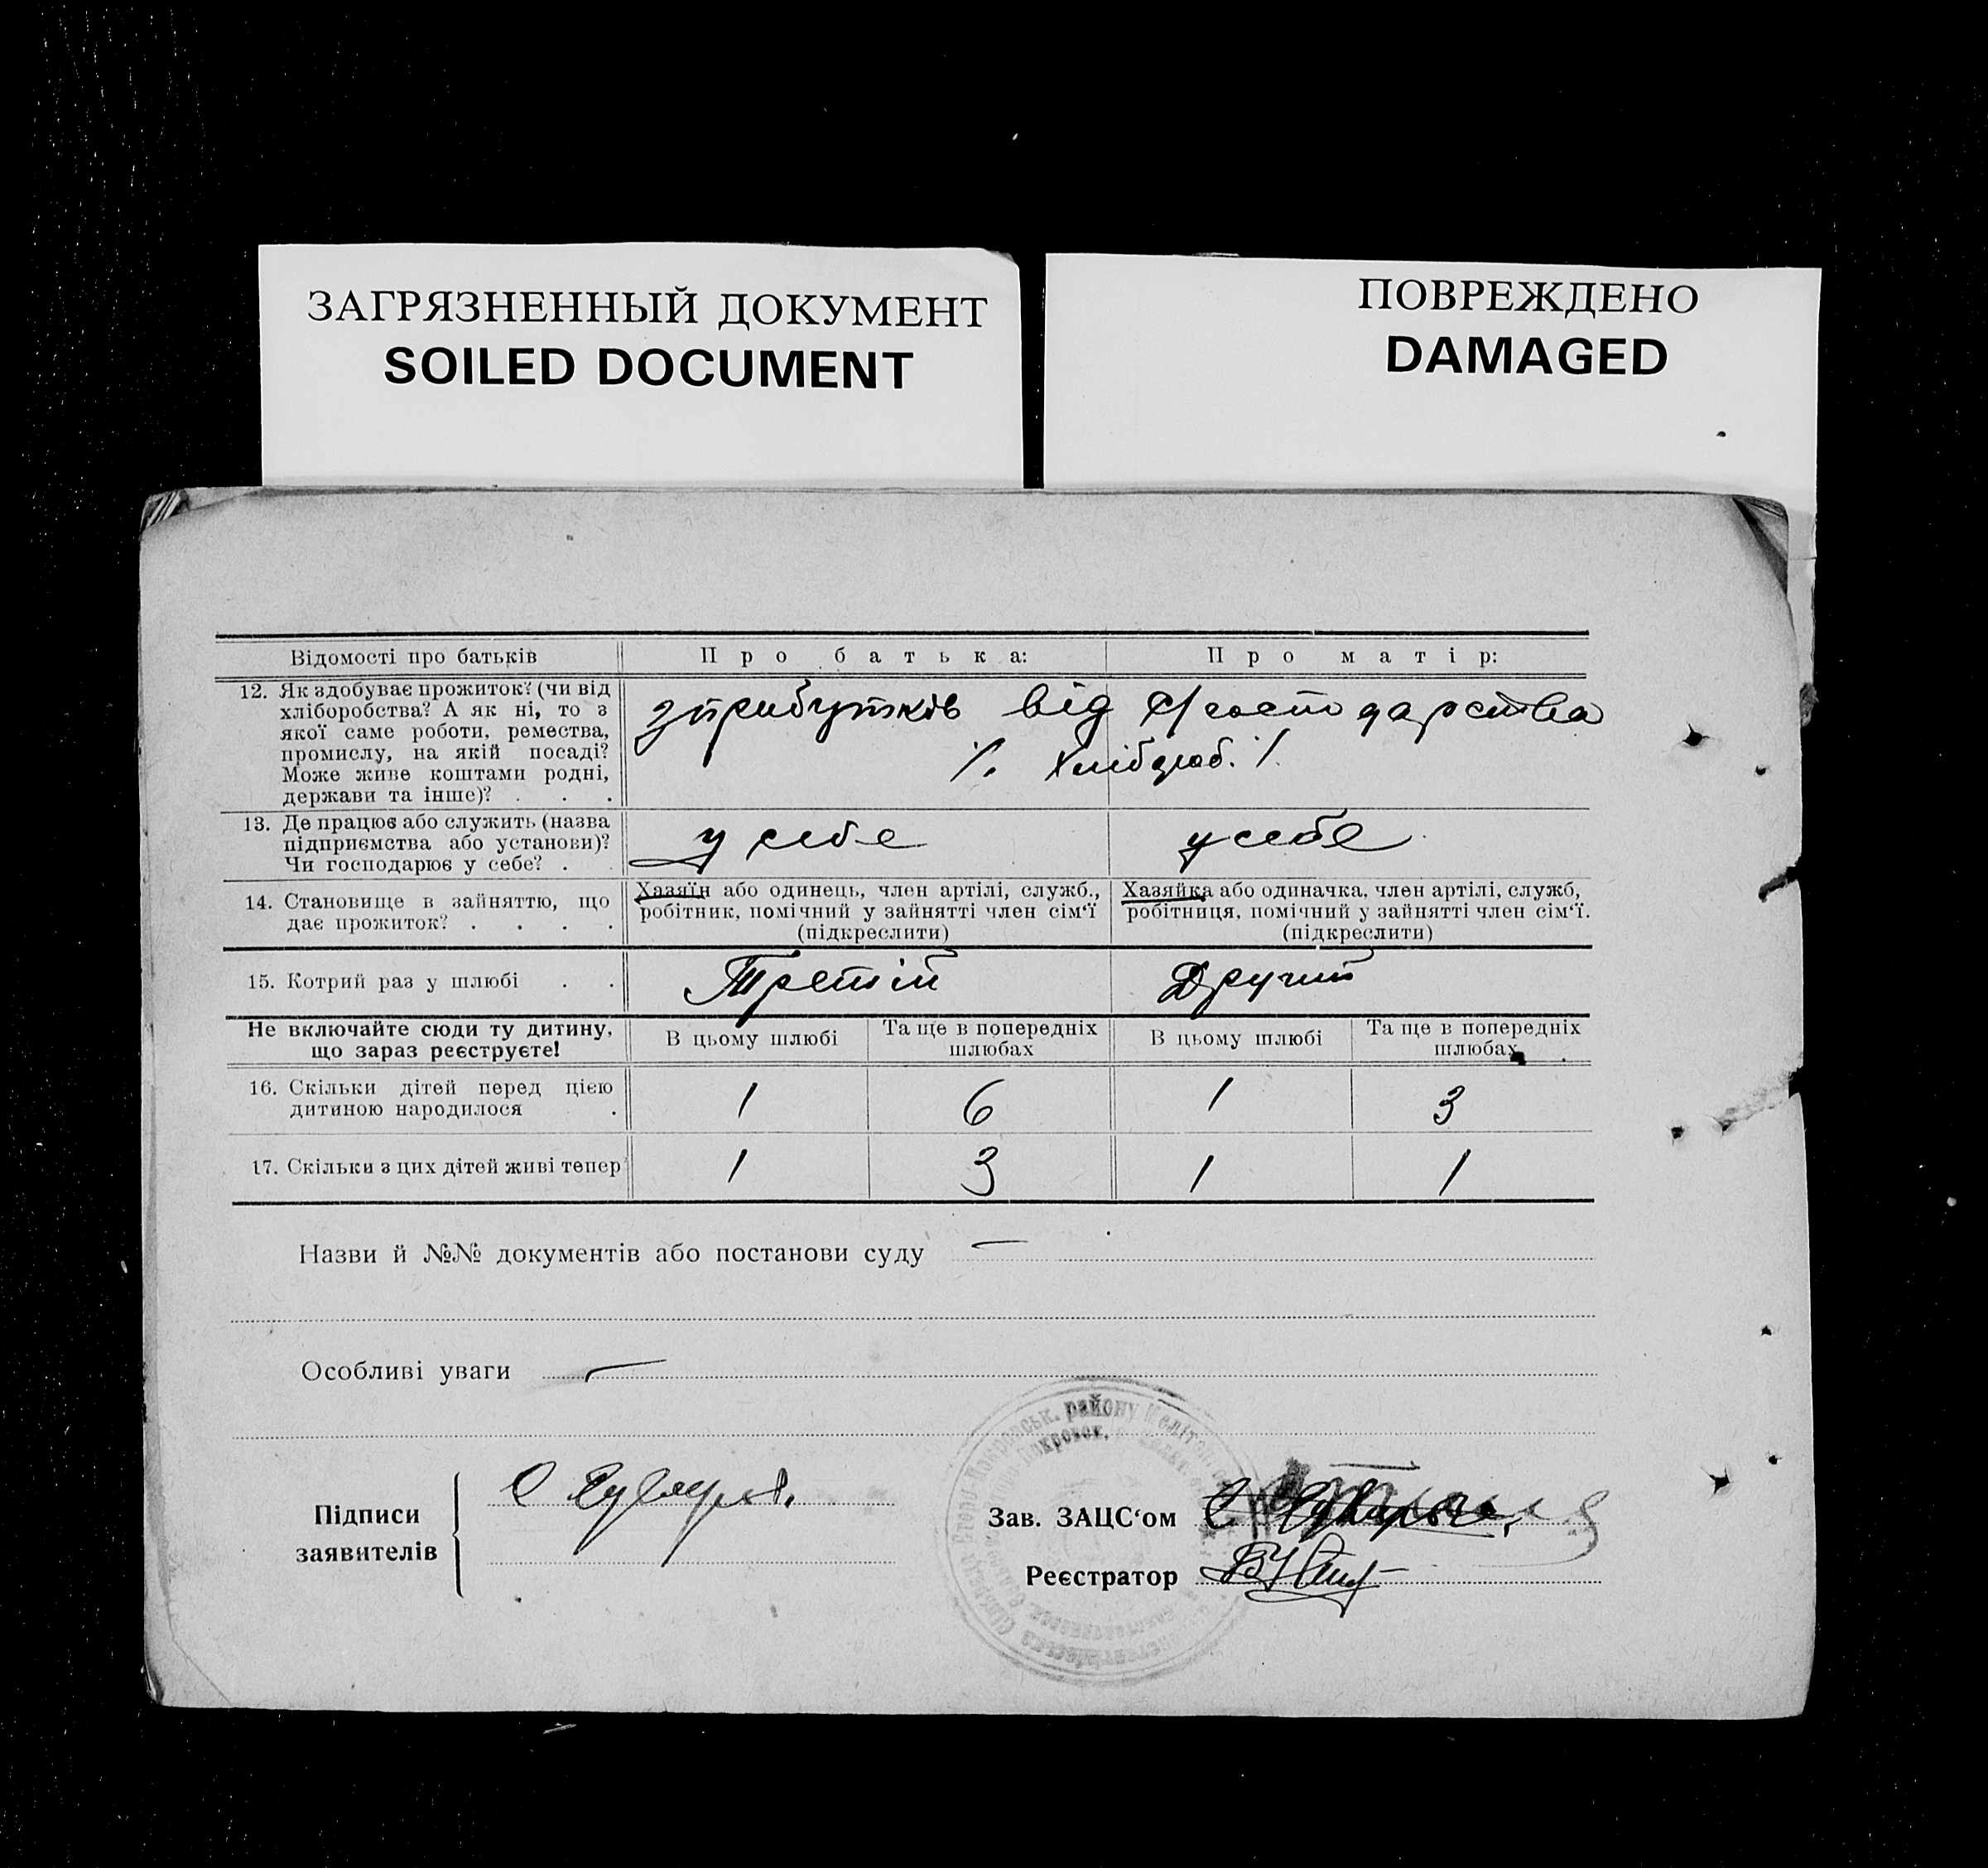 ЗАГРЯЗНЕННЫЙ ДОКУМЕНТ
SOILED DOCUMENT
ПОВРЕЖДЕНО
DAMAGED
Відомості про батьків
Про батька:
Про матір:
12. Як здобуває прожиток? (чи від
хліборобства? А як ні, то з
якої саме роботи, ремества,
промислу, на якій посаді?
Може живе коштами родні,
держави та інше)? . . .
зприбутків від с/господарства
13. Де працює або служить (назва
підприємства або установи)?
Чи господарює у себе? .
у себе
у себе
14. Становище в зайняттю, що
дає прожиток? . . . .
Хазяїн або одинець, член артілі, служб.,
робітник, помічний у зайнятті член сім'ї
(підкреслити)
Хазяйка або одиначка, член артілі, служб,
робітниця, помічний у зайнятті член сім'ї.
(підкреслити)
15. Котрий раз у шлюбі . .
Третій
Другий
Не включайте сюди ту дитину,
що зараз реєструєте!
В цьому шлюбі
Та ще в попередніх
шлюбах
В цьому шлюбі
Та ще в попередніх
шлюбах
16. Скільки дітей перед цією
дитиною народилося .
1
6
1
3
17. Скільки з цих дітей живі тепер
1
3
1
1
Назви й №№ документів або постанови суду —
Особливі уваги —
Підписи
заявителів
Зав. ЗАЦС'ом
Реєстратор
району